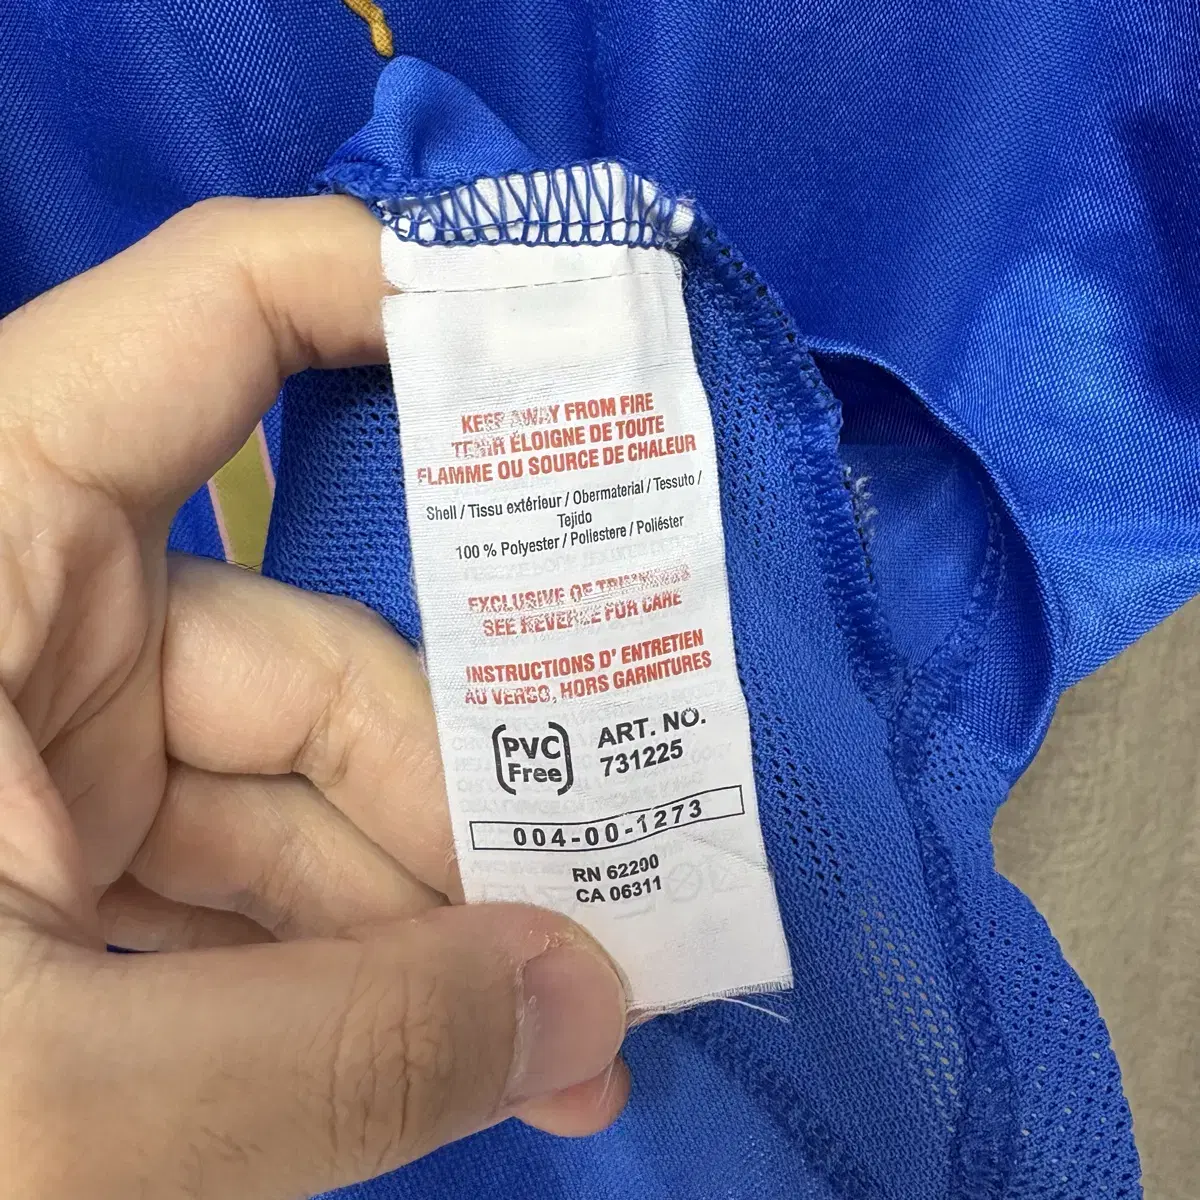 KEEP AWAY FROM FIRE
TENIR ÉLOIGNE DE TOUTE
FLAMME OU SOURCE DE CHALEUR
Shell / Tissu extérieur / Obermaterial / Tessuto /
Tejido
100 % Polyester / Poliestere / Poliéster
EXCLUSIVE OF TRIMMINGS
SEE REVERSE FOR CARE
INSTRUCTIONS D' ENTRETIEN
AU VERSO, HORS GARNITURES
PVC
Free
ART. NO.
731225
004-00-1273
RN 62200
CA 06311